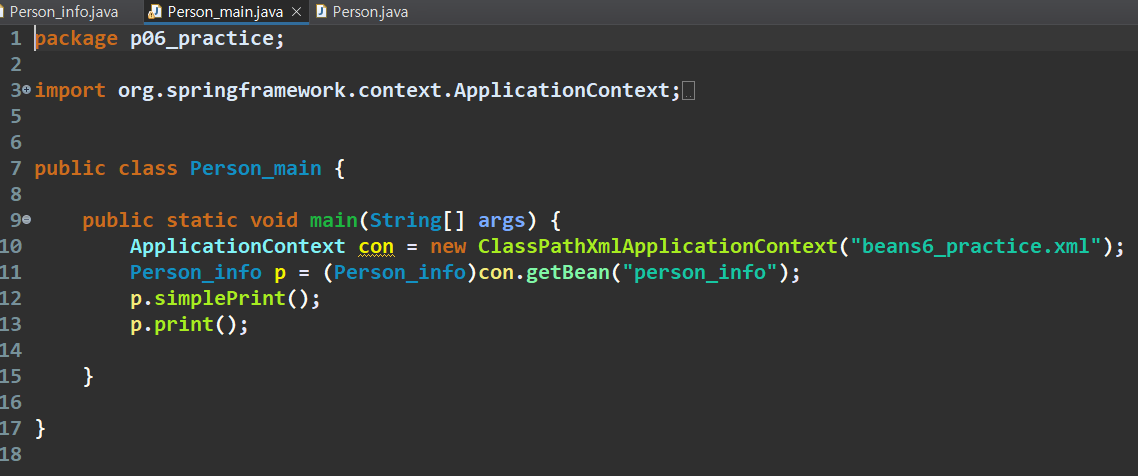 Person_info.java
Person_main.java
Person.java
1 package p06_practice;
2
3 import org.springframework.context.ApplicationContext;
5
6
7 public class Person_main {
8
9     public static void main(String[] args) {
10         ApplicationContext con = new ClassPathXmlApplicationContext("beans6_practice.xml");
11         Person_info p = (Person_info)con.getBean("person_info");
12         p.simplePrint();
13         p.print();
14
15     }
16
17 }
18